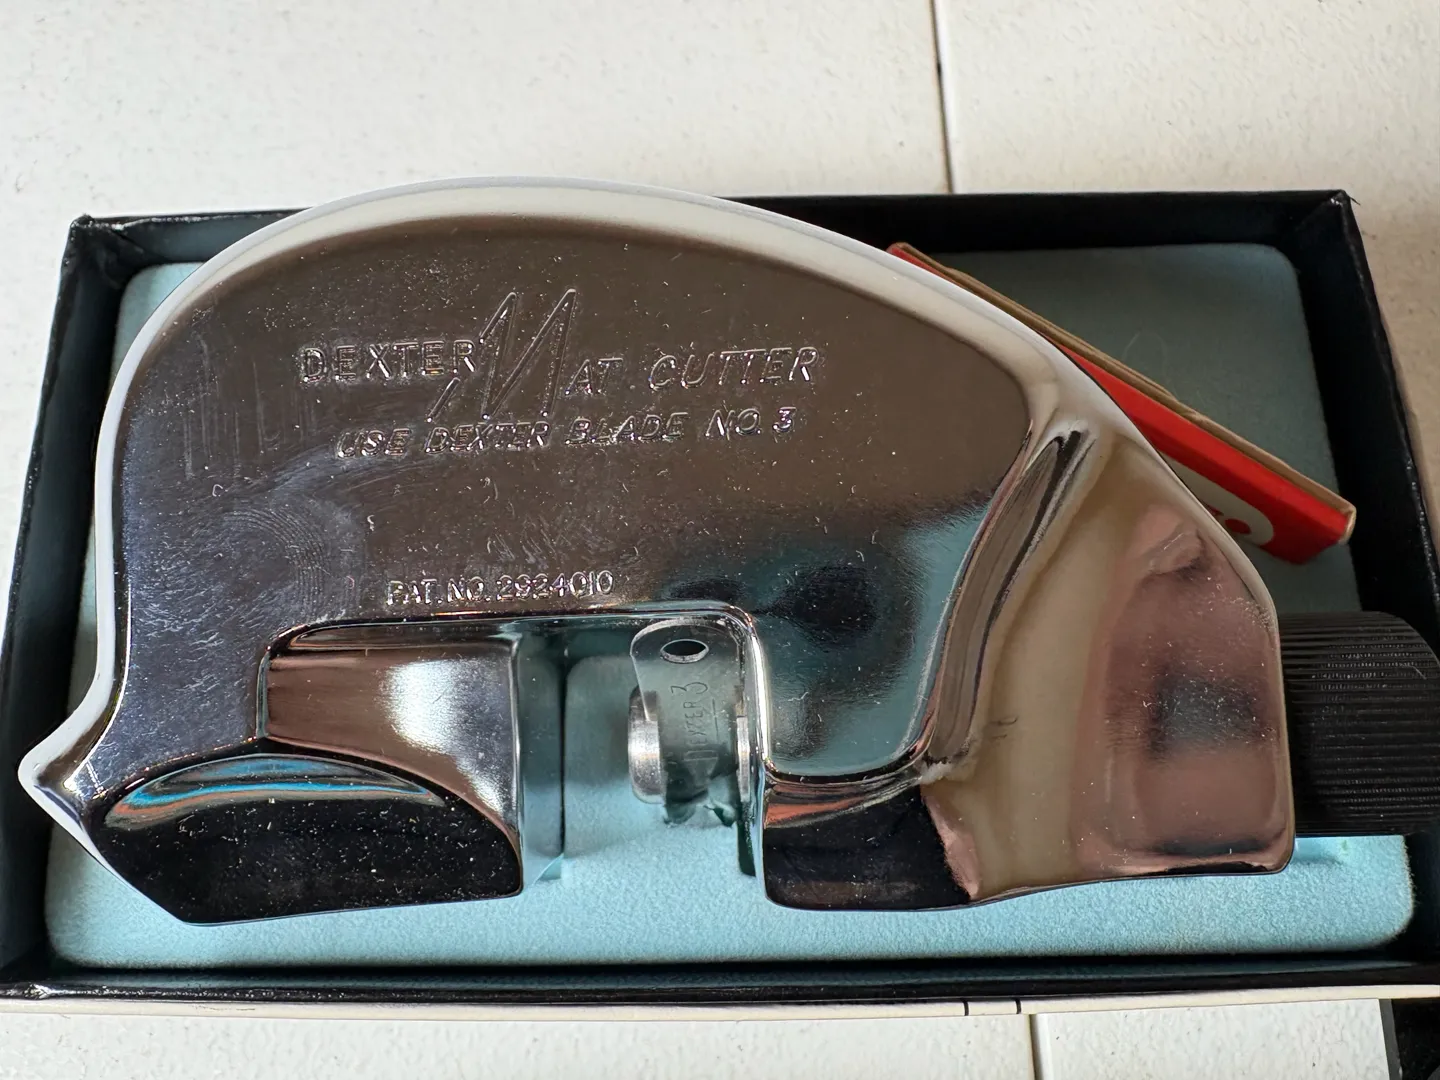 DEXTER MAT CUTTER
USE DEXTER BLADE NO. 3
PAT. NO. 2924010
DEXTER 3